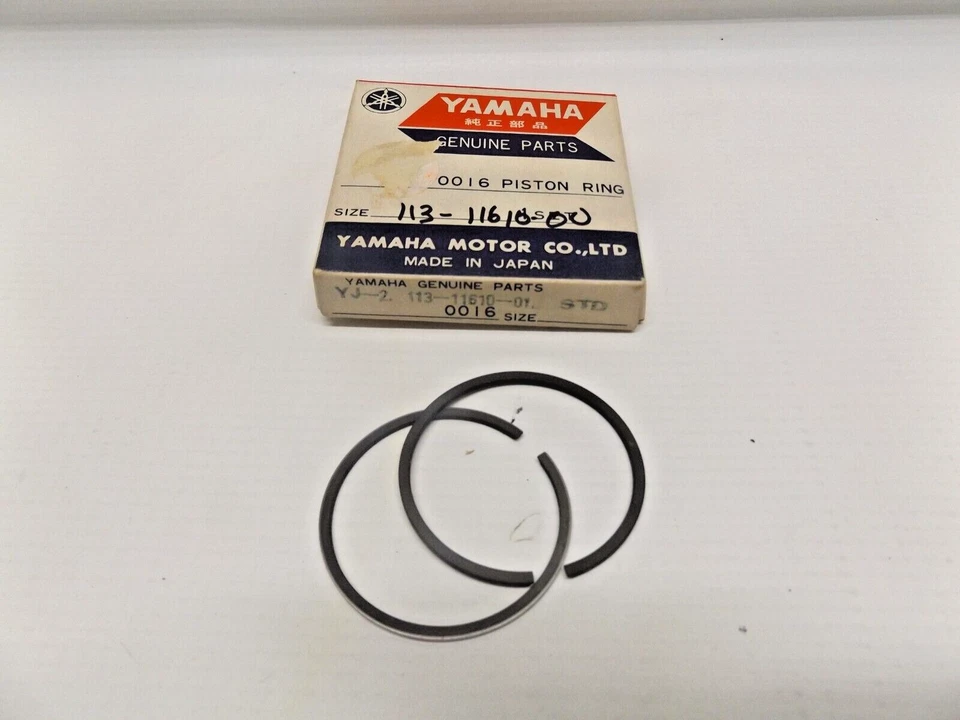 YAMAHA
純正部品
GENUINE PARTS
0016 PISTON RING
SIZE 113-11610-00
YAMAHA MOTOR CO.,LTD
MADE IN JAPAN
YAMAHA GENUINE PARTS
YJ-2. 113-11610-01. STD
0016 SIZE